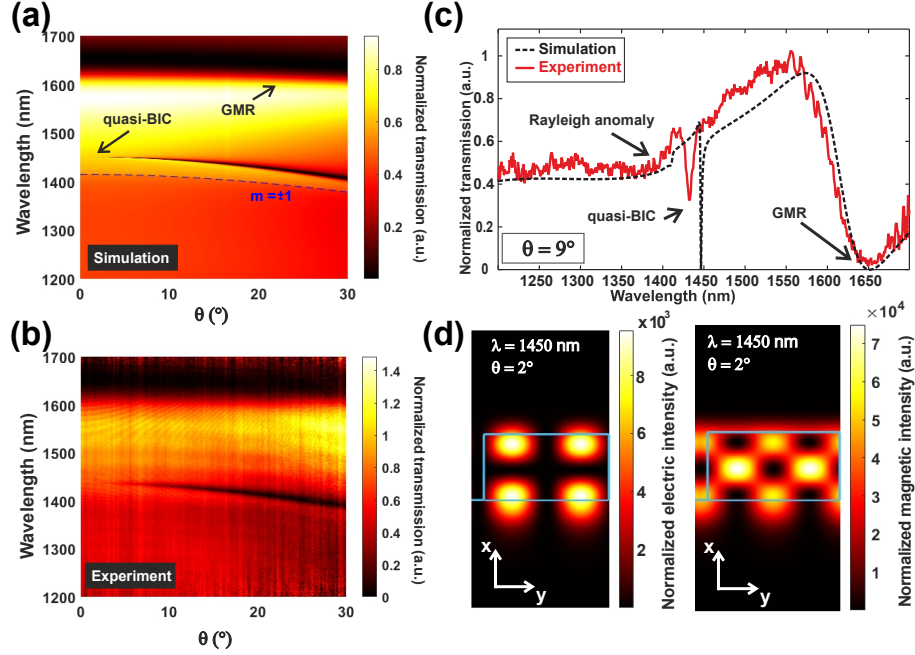 (a)
1700
1600
1500
1400
1300
1200
Wavelength (nm)
GMR
quasi-BIC
m = ±1
Simulation
0
10
20
30
θ (°)
0.8
0.6
0.4
0.2
Normalized transmission (a.u.)
(b)
1700
1600
1500
1400
1300
1200
Wavelength (nm)
Experiment
0
10
20
30
θ (°)
1.4
1.2
1
0.8
0.6
0.4
0.2
0
Normalized transmission (a.u.)
(c)
1
0.8
0.6
0.4
0.2
0
Normalized transmission (a.u.)
Simulation
Experiment
Rayleigh anomaly
quasi-BIC
GMR
θ = 9°
1200 1250 1300 1350 1400 1450 1500 1550 1600 1650
Wavelength (nm)
(d)
λ = 1450 nm
θ = 2°
x
y
×10³
8
6
4
2
Normalized electric intensity (a.u.)
λ = 1450 nm
θ = 2°
x
y
×10⁴
7
6
5
4
3
2
1
Normalized magnetic intensity (a.u.)